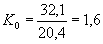 K₀ = 32,1 / 20,4 = 1,6